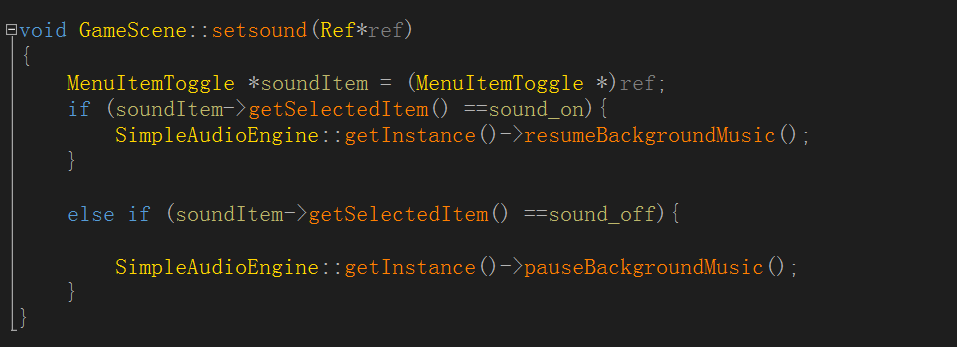 void GameScene::setsound(Ref*ref)
{
    MenuItemToggle *soundItem = (MenuItemToggle *)ref;
    if (soundItem->getSelectedItem() ==sound_on){
        SimpleAudioEngine::getInstance()->resumeBackgroundMusic();
    }
    else if (soundItem->getSelectedItem() ==sound_off){
        SimpleAudioEngine::getInstance()->pauseBackgroundMusic();
    }
}